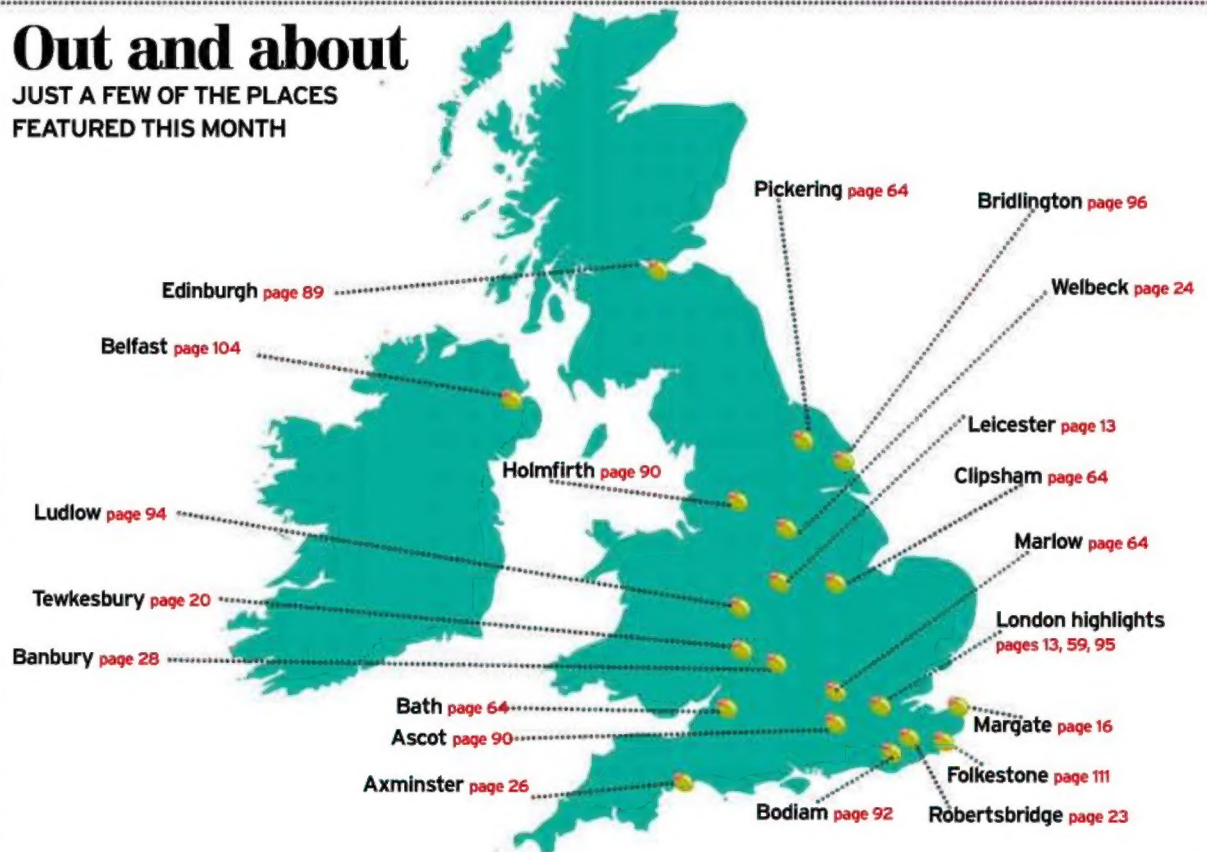 Out and about
JUST A FEW OF THE PLACES
FEATURED THIS MONTH
Pickering page 64
Bridlington page 96
Edinburgh page 89
Welbeck page 24
Belfast page 104
Leicester page 13
Holmfirth page 90
Clipsham page 64
Ludlow page 94
Marlow page 64
Tewkesbury page 20
London highlights
pages 13, 59, 95
Banbury page 28
Bath page 64
Margate page 16
Ascot page 90
Folkestone page 111
Axminster page 26
Bodiam page 92
Robertsbridge page 23